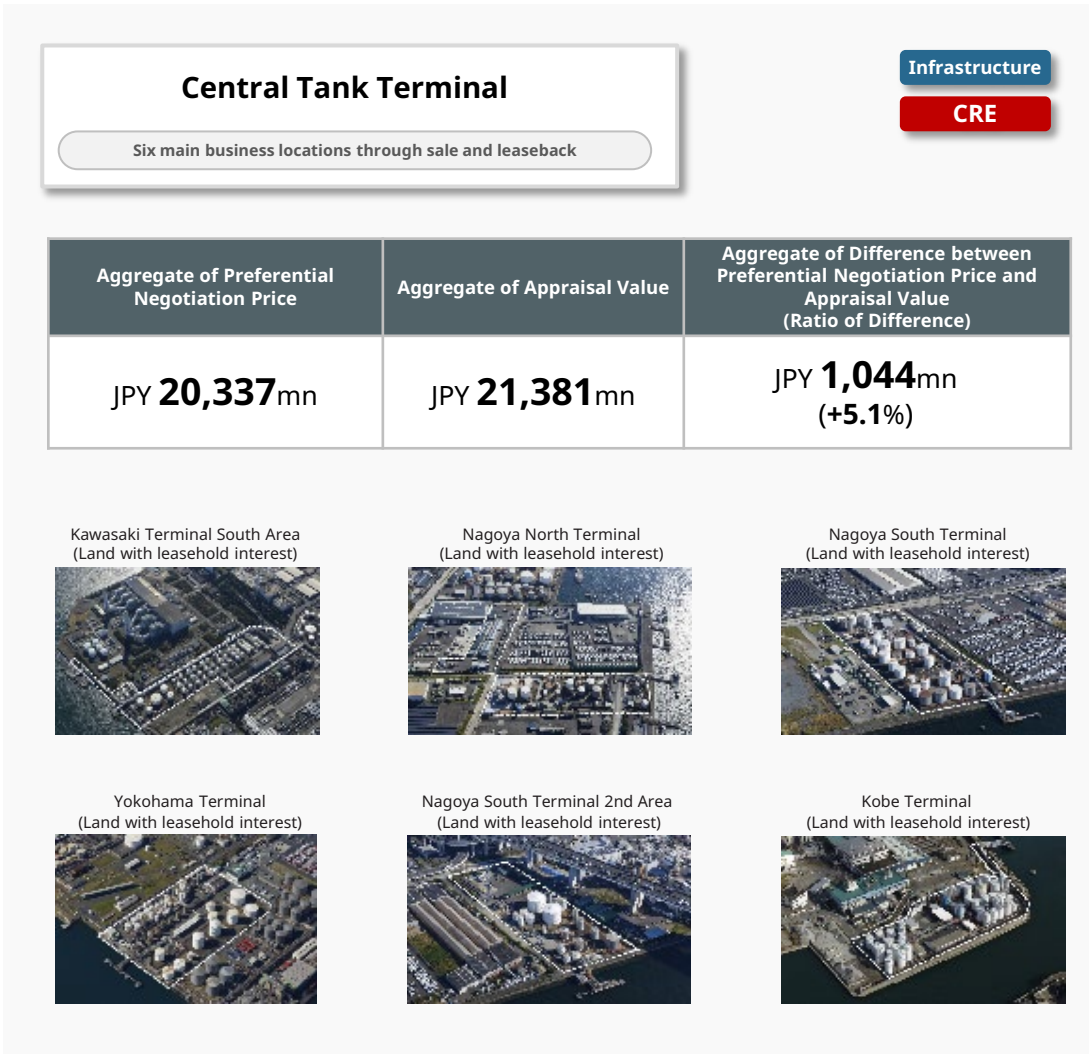 Central Tank Terminal
Six main business locations through sale and leaseback
Infrastructure
CRE
Aggregate of Preferential
Negotiation Price
Aggregate of Appraisal Value
Aggregate of Difference between
Preferential Negotiation Price and
Appraisal Value
(Ratio of Difference)
JPY 20,337mn
JPY 21,381mn
JPY 1,044mn
(+5.1%)
Kawasaki Terminal South Area
(Land with leasehold interest)
Nagoya North Terminal
(Land with leasehold interest)
Nagoya South Terminal
(Land with leasehold interest)
Yokohama Terminal
(Land with leasehold interest)
Nagoya South Terminal 2nd Area
(Land with leasehold interest)
Kobe Terminal
(Land with leasehold interest)